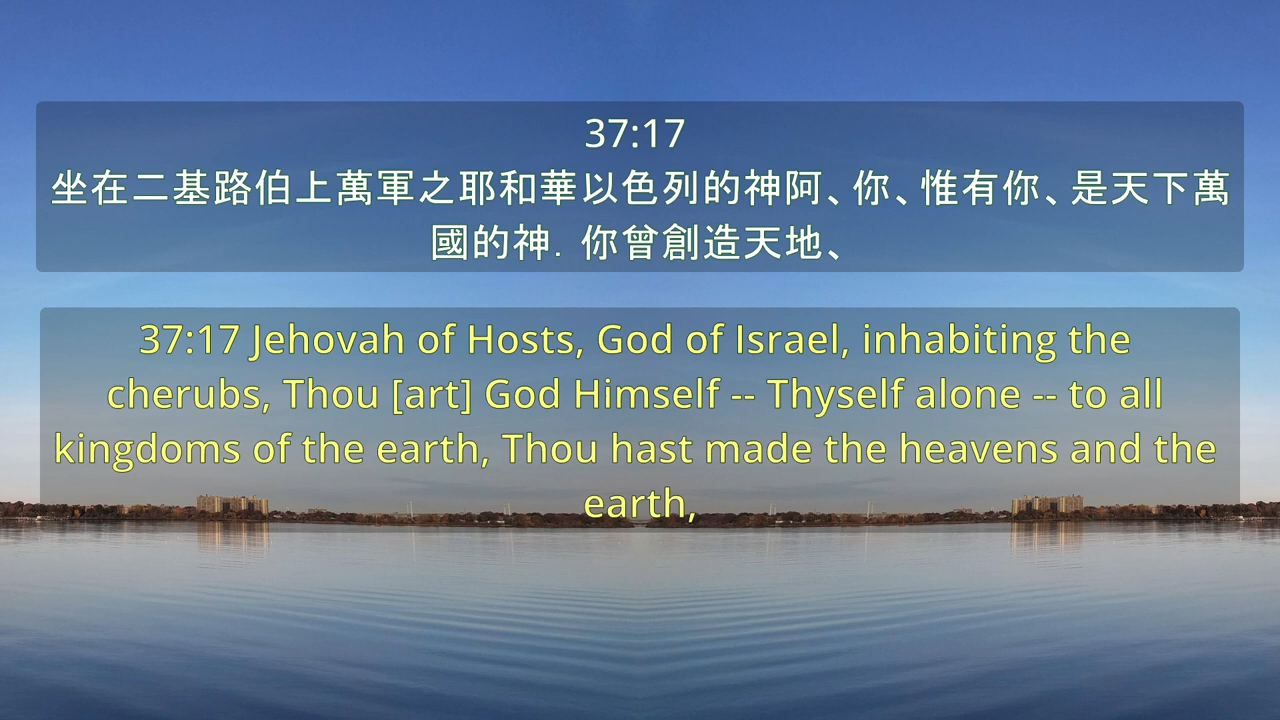 37:17
坐在二基路伯上萬軍之耶和華以色列的神阿、你、惟有你、是天下萬
國的神. 你曾創造天地、
37:17 Jehovah of Hosts, God of Israel, inhabiting the
cherubs, Thou [art] God Himself -- Thyself alone -- to all
kingdoms of the earth, Thou hast made the heavens and the
earth,